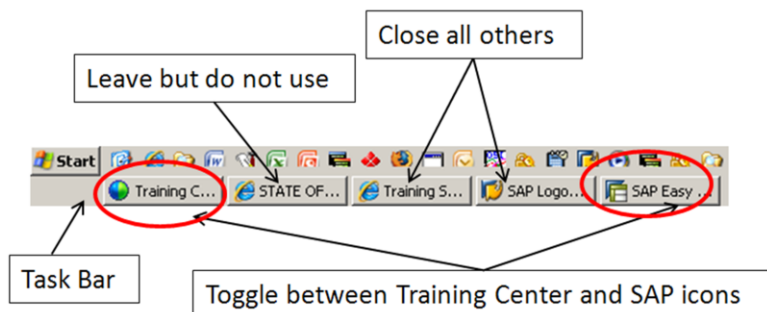 Close all others
Leave but do not use
Start
Training C... STATE OF... Training S... SAP Logo... SAP Easy ...
Task Bar
Toggle between Training Center and SAP icons